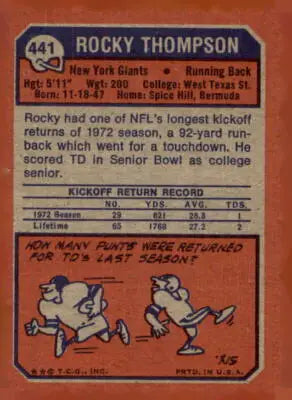 441
ROCKY THOMPSON
New York Giants • Running Back
Hgt: 5'11" Wgt: 200 College: West Texas St.
Born: 11-18-47 Home: Spice Hill, Bermuda
Rocky had one of NFL's longest kickoff
returns of 1972 season, a 92-yard run-
back which went for a touchdown. He
scored TD in Senior Bowl as college
senior.
KICKOFF RETURN RECORD
NO. YDS. AVG. TDS.
1972 Season 29 821 28.3 1
Lifetime 65 1768 27.2 2
HOW MANY PUNTS WERE RETURNED
FOR TD'S LAST SEASON?
★★© T.C.G., INC. PRTD. IN U.S.A.